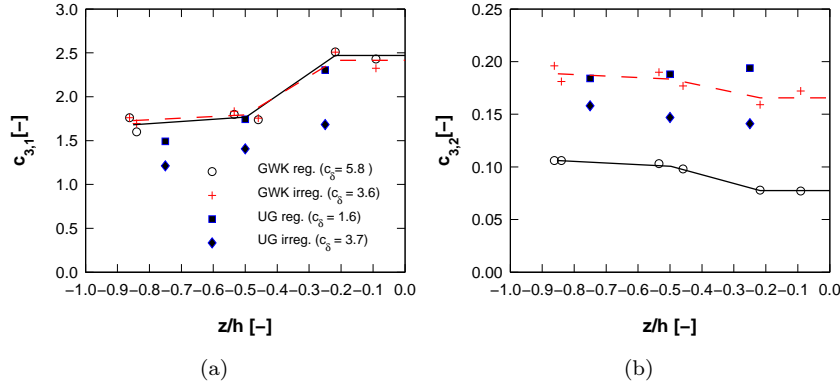 3.0
2.5
2.0
1.5
1.0
0.5
0.0
c3,1[-]
GWK reg. (cδ= 5.8 )
GWK irreg. (cδ = 3.6)
UG reg. (cδ = 1.6)
UG irreg. (cδ = 3.7)
-1.0 -0.9 -0.8 -0.7 -0.6 -0.5 -0.4 -0.3 -0.2 -0.1 0.0
z/h [-]
(a)
0.25
0.20
0.15
0.10
0.05
0.00
c3,2[-]
-1.0 -0.9 -0.8 -0.7 -0.6 -0.5 -0.4 -0.3 -0.2 -0.1 0.0
z/h [-]
(b)